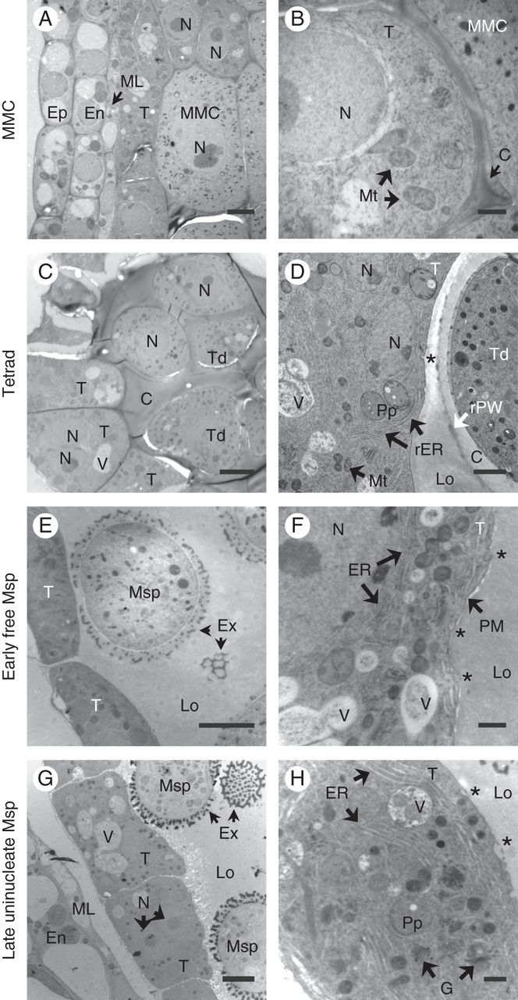 MMC
A
N
N
ML
Ep
En
T
MMC
N
B
T
MMC
N
C
Mt
Tetrad
C
N
N
Td
T
C
N
T
Td
N
V
T
D
N
T
N
Td
V
Pp
rPW
rER
C
Mt
Lo
Early free Msp
E
T
Msp
Ex
T
Lo
F
N
T
ER
PM
Lo
V
V
Late uninucleate Msp
G
Msp
V
Ex
T
Lo
N
ML
En
Msp
T
H
T
Lo
ER
V
Pp
G